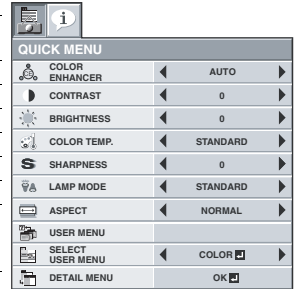 QUICK MENU
COLOR
ENHANCER AUTO
CONTRAST 0
BRIGHTNESS 0
COLOR TEMP. STANDARD
SHARPNESS 0
LAMP MODE STANDARD
ASPECT NORMAL
USER MENU
SELECT
USER MENU COLOR
DETAIL MENU OK